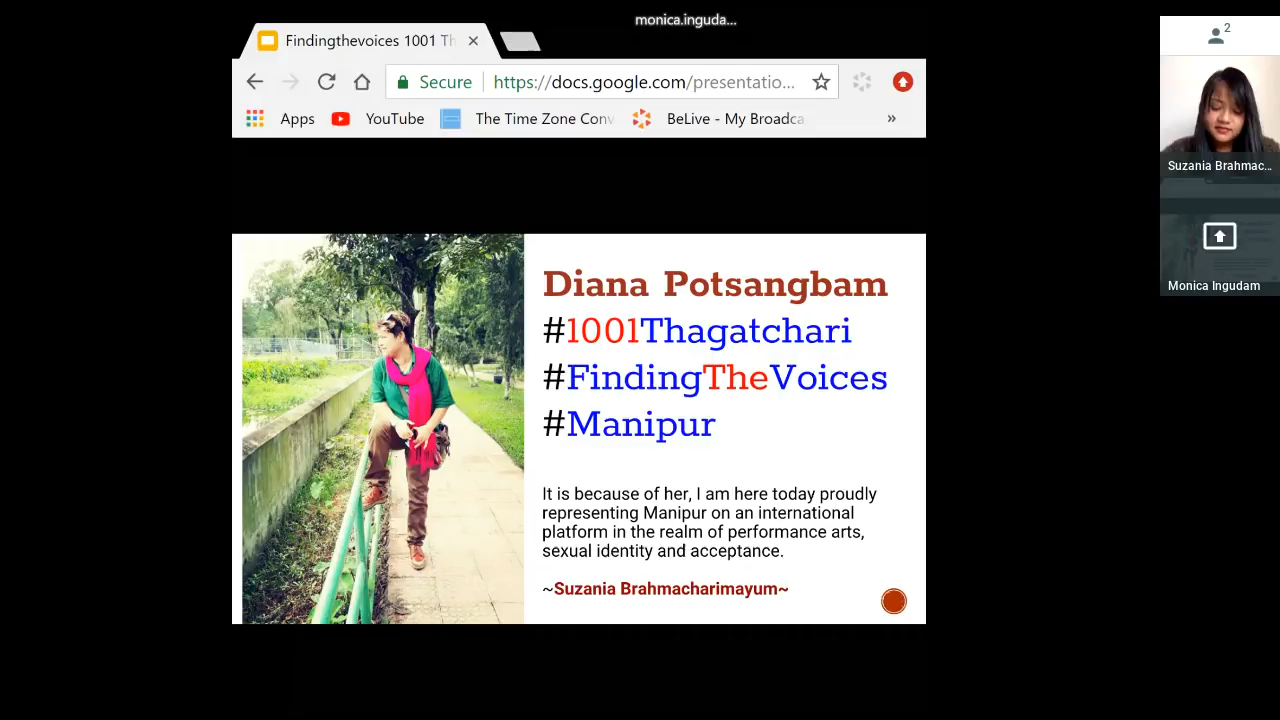 monica.inguda...
Findingthevoices 1001 Th
Secure https://docs.google.com/presentatio...
Apps YouTube The Time Zone Conv BeLive - My Broadca »
2
Suzania Brahmac...
Monica Ingudam
Diana Potsangbam
#1001Thagatchari
#FindingTheVoices
#Manipur
It is because of her, I am here today proudly
representing Manipur on an international
platform in the realm of performance arts,
sexual identity and acceptance.
~Suzania Brahmacharimayum~